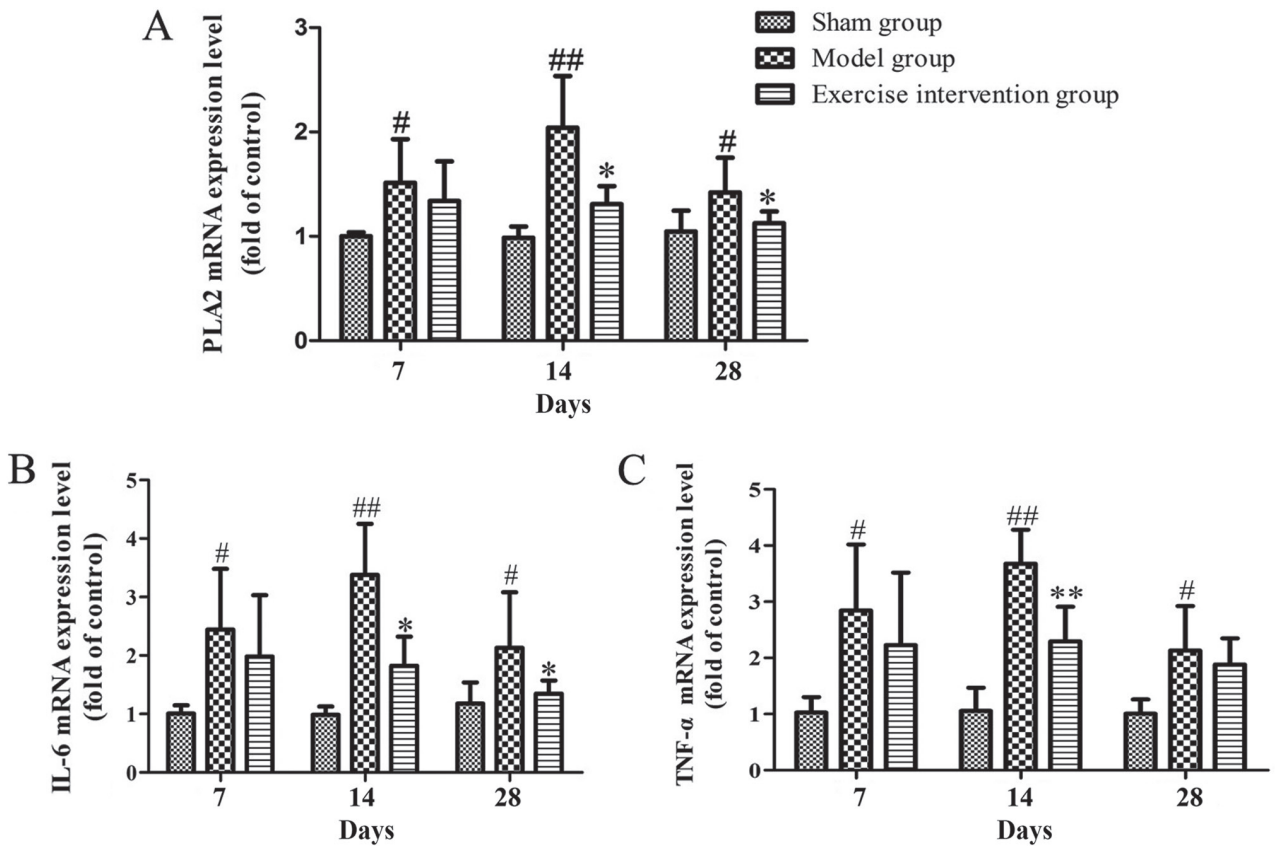 A
PLA2 mRNA expression level
(fold of control)
3
2
1
0
#
##
*
#
*
7
14
28
Days
Sham group
Model group
Exercise intervention group
B
IL-6 mRNA expression level
(fold of control)
5
4
3
2
1
0
#
##
*
#
*
7
14
28
Days
C
TNF-α mRNA expression level
(fold of control)
5
4
3
2
1
0
#
##
**
#
7
14
28
Days